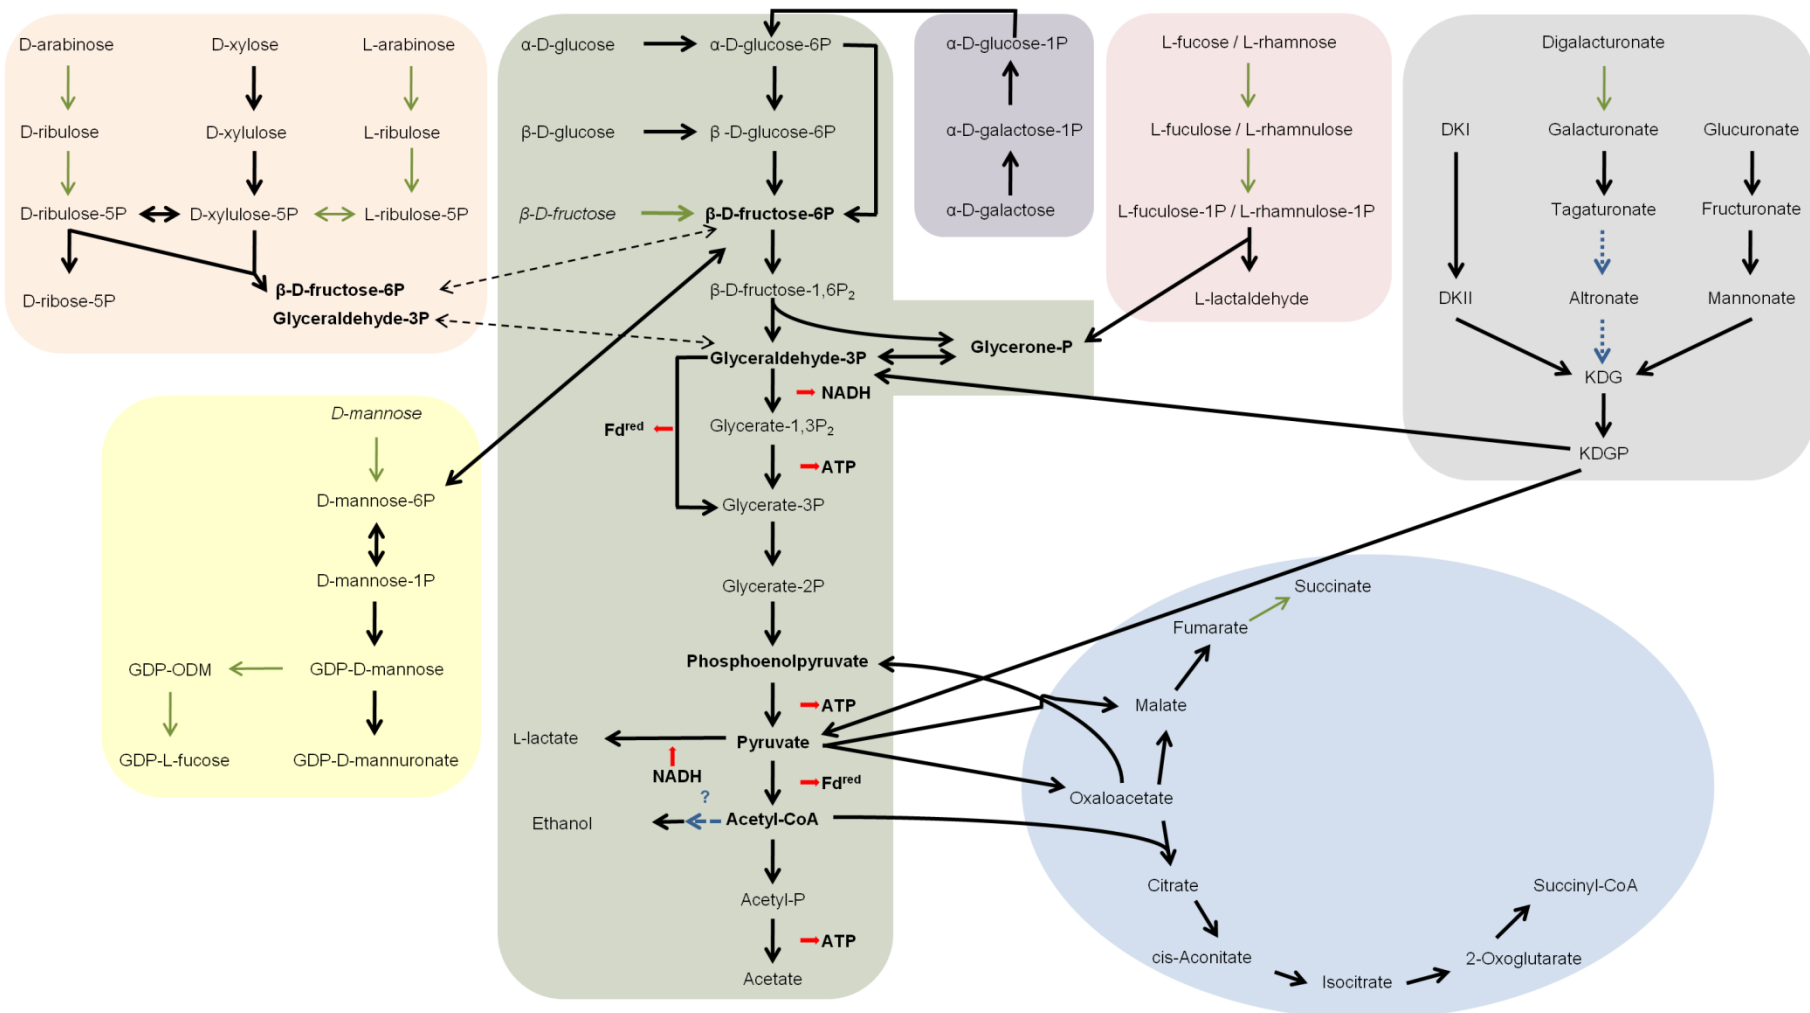 D-arabinose
D-xylose
L-arabinose
D-ribulose
D-xylulose
L-ribulose
D-ribulose-5P
D-xylulose-5P
L-ribulose-5P
D-ribose-5P
β-D-fructose-6P
Glyceraldehyde-3P
α-D-glucose
α-D-glucose-6P
β-D-glucose
β -D-glucose-6P
β-D-fructose
β-D-fructose-6P
β-D-fructose-1,6P₂
Glyceraldehyde-3P
Glycerone-P
NADH
Fdʳᵉᵈ
Glycerate-1,3P₂
ATP
Glycerate-3P
Glycerate-2P
Phosphoenolpyruvate
ATP
L-lactate
Pyruvate
NADH
Fdʳᵉᵈ
?
Ethanol
Acetyl-CoA
Acetyl-P
ATP
Acetate
α-D-glucose-1P
α-D-galactose-1P
α-D-galactose
L-fucose / L-rhamnose
L-fuculose / L-rhamnulose
L-fuculose-1P / L-rhamnulose-1P
L-lactaldehyde
Digalacturonate
DKI
Galacturonate
Glucuronate
Tagaturonate
Fructuronate
DKII
Altronate
Mannonate
KDG
KDGP
D-mannose
D-mannose-6P
D-mannose-1P
GDP-ODM
GDP-D-mannose
GDP-L-fucose
GDP-D-mannuronate
Succinate
Fumarate
Malate
Oxaloacetate
Citrate
Succinyl-CoA
cis-Aconitate
2-Oxoglutarate
Isocitrate